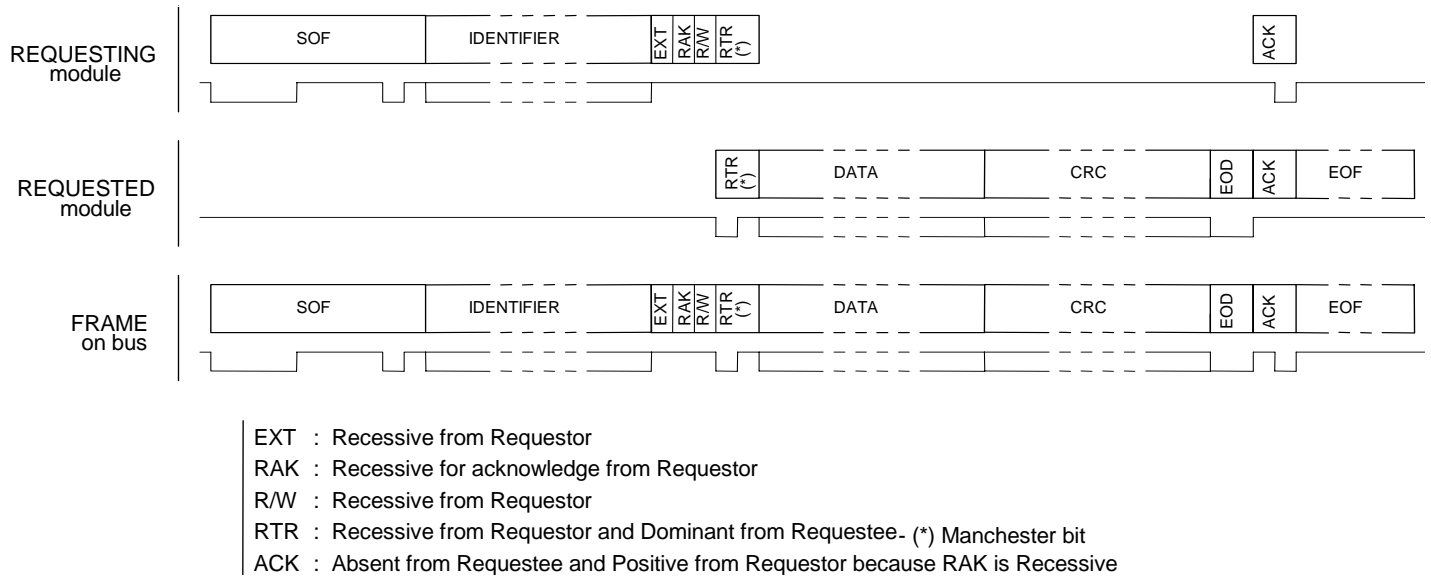 REQUESTING
module
SOF
IDENTIFIER
EXT
RAK
R/W
RTR
(*)
ACK
REQUESTED
module
RTR
(*)
DATA
CRC
EOD
ACK
EOF
FRAME
on bus
SOF
IDENTIFIER
EXT
RAK
R/W
RTR
(*)
DATA
CRC
EOD
ACK
EOF
EXT : Recessive from Requestor
RAK : Recessive for acknowledge from Requestor
R/W : Recessive from Requestor
RTR : Recessive from Requestor and Dominant from Requestee- (*) Manchester bit
ACK : Absent from Requestee and Positive from Requestor because RAK is Recessive